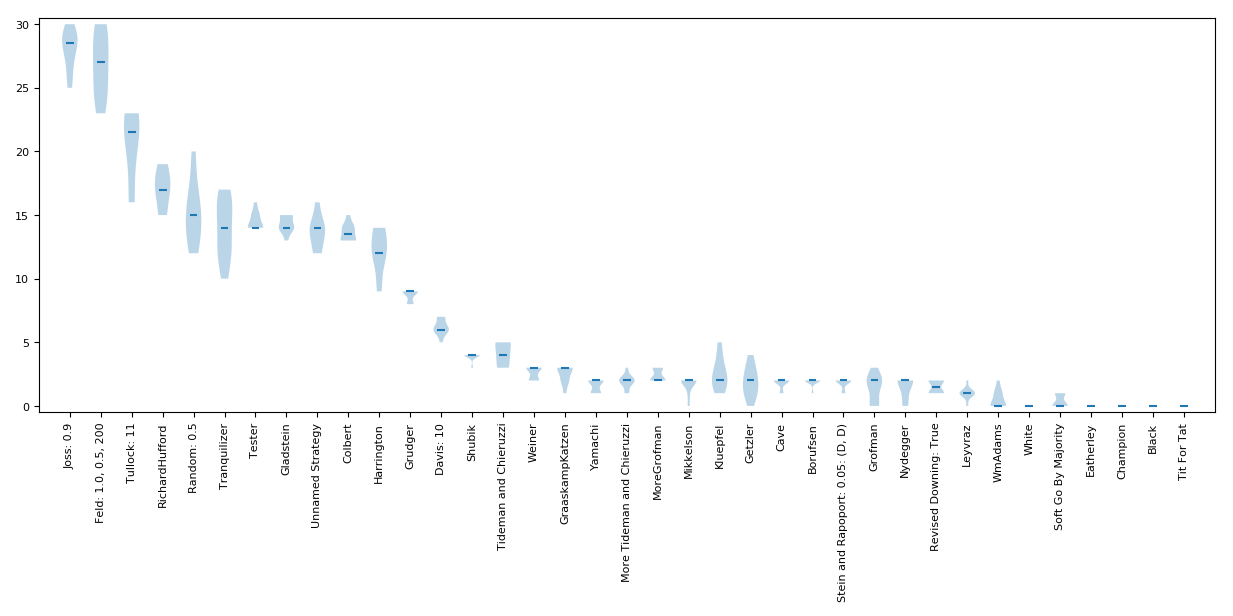 30
25
20
15
10
5
0
Joss: 0.9
Feld: 1.0, 0.5, 200
Tullock: 11
RichardHufford
Random: 0.5
Tranquilizer
Tester
Gladstein
Unnamed Strategy
Colbert
Harrington
Grudger
Davis: 10
Shubik
Tideman and Chieruzzi
Weiner
GraaskampKatzen
Yamachi
More Tideman and Chieruzzi
MoreGrofman
Mikkelson
Kluepfel
Getzler
Cave
Borufsen
Stein and Rapoport: 0.05: (D, D)
Grofman
Nydegger
Revised Downing: True
Leyvraz
WmAdams
White
Soft Go By Majority
Eatherley
Champion
Black
Tit For Tat